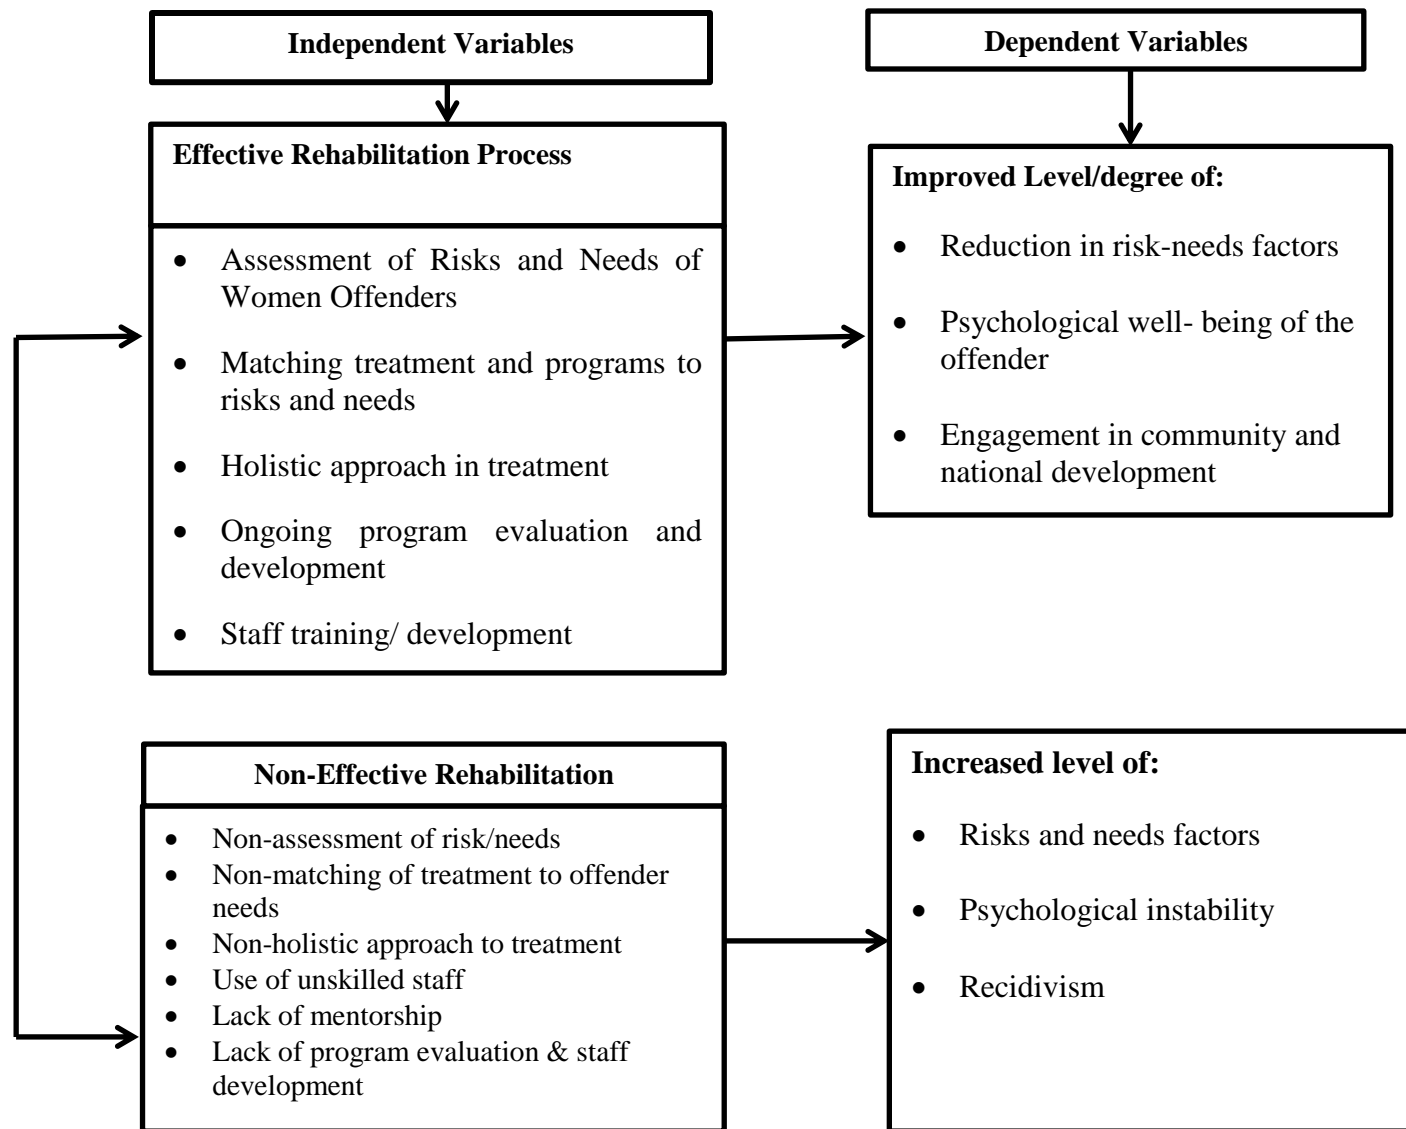 Independent Variables
Dependent Variables
Effective Rehabilitation Process
• Assessment of Risks and Needs of
Women Offenders
• Matching treatment and programs to
risks and needs
• Holistic approach in treatment
• Ongoing program evaluation and
development
• Staff training/ development
Improved Level/degree of:
• Reduction in risk-needs factors
• Psychological well- being of the
offender
• Engagement in community and
national development
Non-Effective Rehabilitation
• Non-assessment of risk/needs
• Non-matching of treatment to offender
needs
• Non-holistic approach to treatment
• Use of unskilled staff
• Lack of mentorship
• Lack of program evaluation & staff
development
Increased level of:
• Risks and needs factors
• Psychological instability
• Recidivism